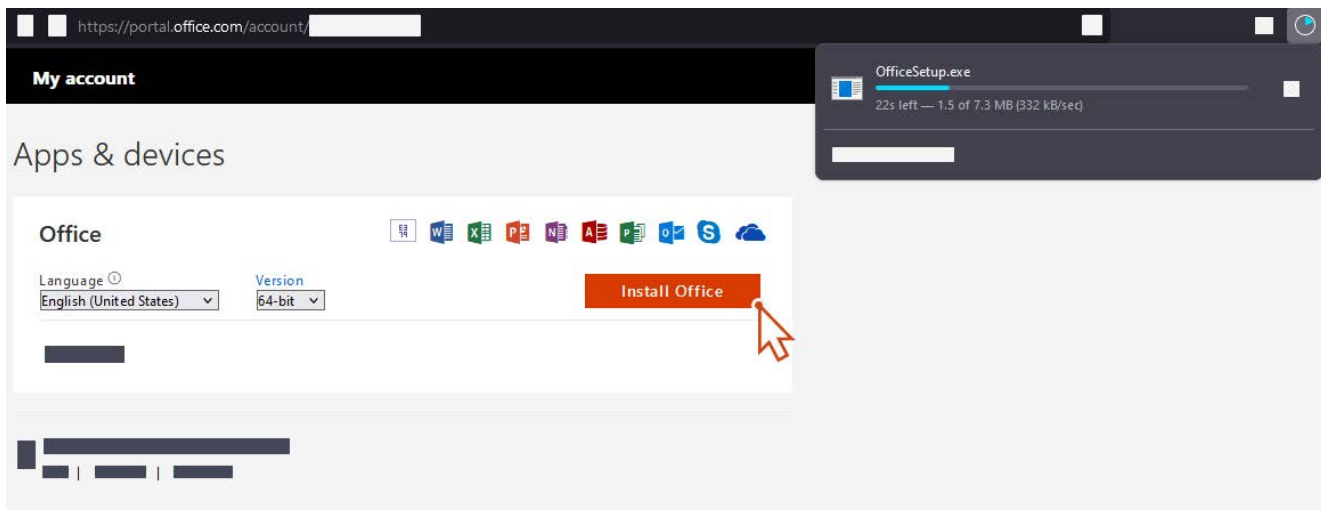 https://portal.office.com/account/
My account
OfficeSetup.exe
22s left — 1.5 of 7.3 MB (332 kB/sec)
Apps & devices
Office
Language
Version
English (United States)
64-bit
Install Office